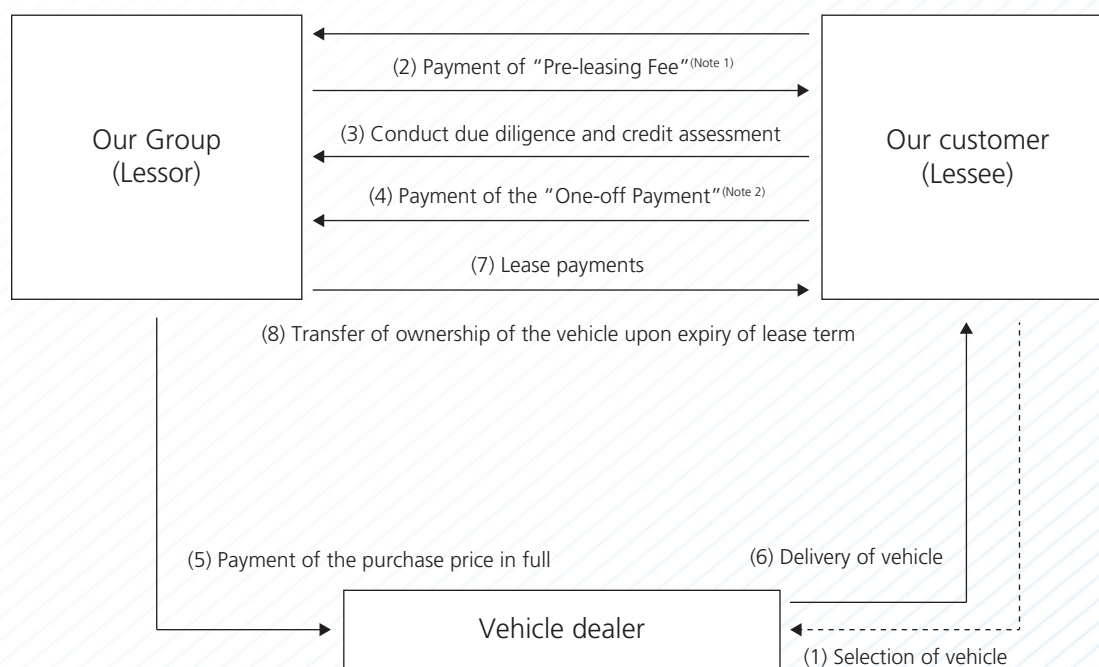 Our Group
(Lessor)
Our customer
(Lessee)
(2) Payment of “Pre-leasing Fee”(Note 1)
(3) Conduct due diligence and credit assessment
(4) Payment of the “One-off Payment”(Note 2)
(7) Lease payments
(8) Transfer of ownership of the vehicle upon expiry of lease term
(5) Payment of the purchase price in full
(6) Delivery of vehicle
Vehicle dealer
(1) Selection of vehicle